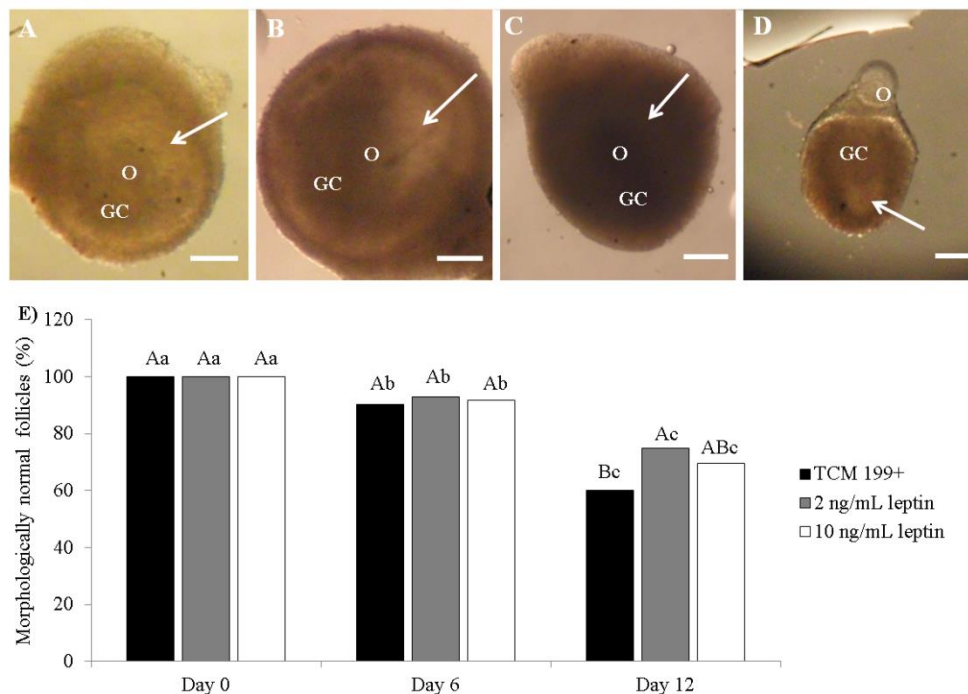 A
B
C
D
O
GC
O
GC
O
GC
O
GC
E)
Morphologically normal follicles (%)
120
100
80
60
40
20
0
Aa Aa Aa
Ab Ab Ab
Bc Ac ABc
Day 0 Day 6 Day 12
TCM 199+
2 ng/mL leptin
10 ng/mL leptin